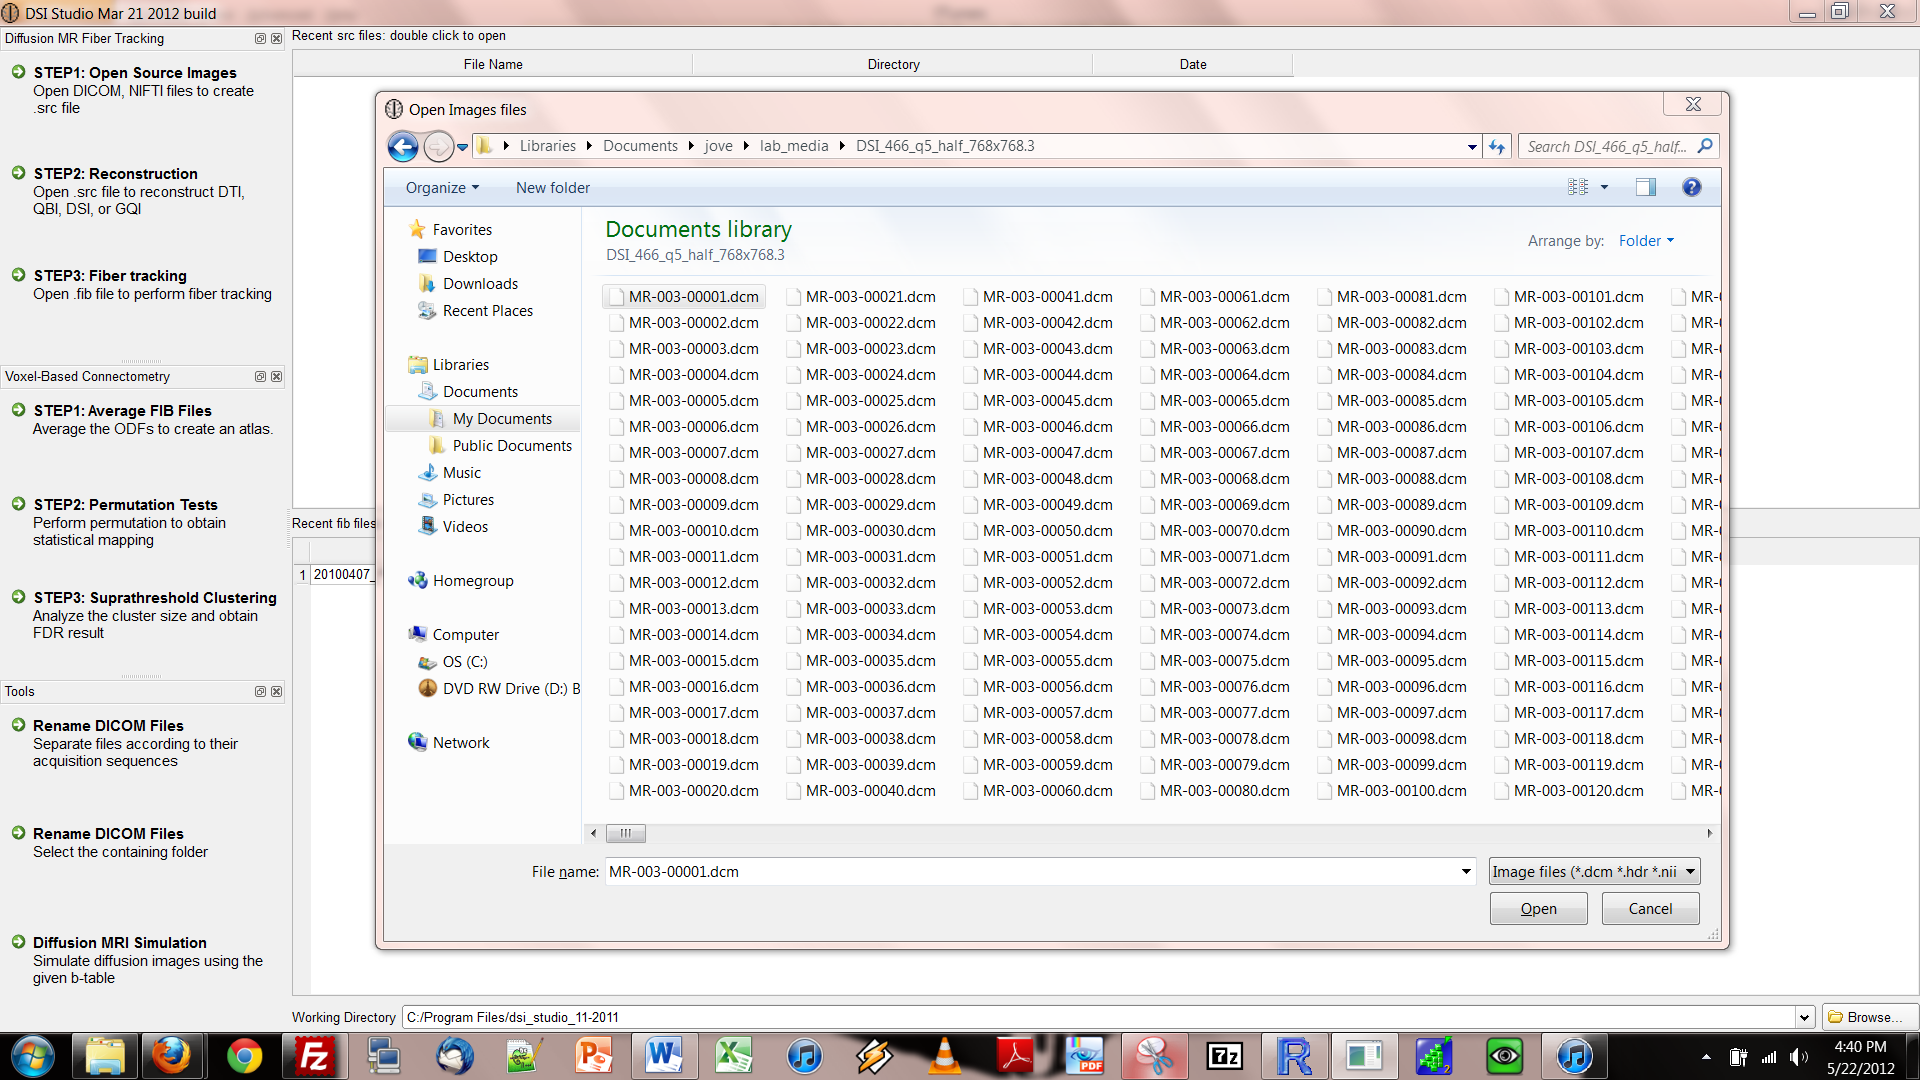 DSI Studio Mar 21 2012 build
Diffusion MR Fiber Tracking
STEP1: Open Source Images
Open DICOM, NIFTI files to create
.src file
STEP2: Reconstruction
Open .src file to reconstruct DTI,
QBI, DSI, or GQI
STEP3: Fiber tracking
Open .fib file to perform fiber tracking
Voxel-Based Connectometry
STEP1: Average FIB Files
Average the ODFs to create an atlas.
STEP2: Permutation Tests
Perform permutation to obtain
statistical mapping
STEP3: Suprathreshold Clustering
Analyze the cluster size and obtain
FDR result
Tools
Rename DICOM Files
Separate files according to their
acquisition sequences
Rename DICOM Files
Select the containing folder
Diffusion MRI Simulation
Simulate diffusion images using the
given b-table
Recent src files: double click to open
File Name Directory Date
Recent fib files
1 20100407_
Open Images files
Libraries Documents jove lab_media DSI_466_q5_half_768x768.3
Search DSI_466_q5_half...
Organize New folder
Favorites
Desktop
Downloads
Recent Places
Libraries
Documents
My Documents
Public Documents
Music
Pictures
Videos
Homegroup
Computer
OS (C:)
DVD RW Drive (D:) B
Network
Documents library
DSI_466_q5_half_768x768.3
Arrange by: Folder
MR-003-00001.dcm MR-003-00021.dcm MR-003-00041.dcm MR-003-00061.dcm MR-003-00081.dcm MR-003-00101.dcm MR-
MR-003-00002.dcm MR-003-00022.dcm MR-003-00042.dcm MR-003-00062.dcm MR-003-00082.dcm MR-003-00102.dcm MR-
MR-003-00003.dcm MR-003-00023.dcm MR-003-00043.dcm MR-003-00063.dcm MR-003-00083.dcm MR-003-00103.dcm MR-
MR-003-00004.dcm MR-003-00024.dcm MR-003-00044.dcm MR-003-00064.dcm MR-003-00084.dcm MR-003-00104.dcm MR-
MR-003-00005.dcm MR-003-00025.dcm MR-003-00045.dcm MR-003-00065.dcm MR-003-00085.dcm MR-003-00105.dcm MR-
MR-003-00006.dcm MR-003-00026.dcm MR-003-00046.dcm MR-003-00066.dcm MR-003-00086.dcm MR-003-00106.dcm MR-
MR-003-00007.dcm MR-003-00027.dcm MR-003-00047.dcm MR-003-00067.dcm MR-003-00087.dcm MR-003-00107.dcm MR-
MR-003-00008.dcm MR-003-00028.dcm MR-003-00048.dcm MR-003-00068.dcm MR-003-00088.dcm MR-003-00108.dcm MR-
MR-003-00009.dcm MR-003-00029.dcm MR-003-00049.dcm MR-003-00069.dcm MR-003-00089.dcm MR-003-00109.dcm MR-
MR-003-00010.dcm MR-003-00030.dcm MR-003-00050.dcm MR-003-00070.dcm MR-003-00090.dcm MR-003-00110.dcm MR-
MR-003-00011.dcm MR-003-00031.dcm MR-003-00051.dcm MR-003-00071.dcm MR-003-00091.dcm MR-003-00111.dcm MR-
MR-003-00012.dcm MR-003-00032.dcm MR-003-00052.dcm MR-003-00072.dcm MR-003-00092.dcm MR-003-00112.dcm MR-
MR-003-00013.dcm MR-003-00033.dcm MR-003-00053.dcm MR-003-00073.dcm MR-003-00093.dcm MR-003-00113.dcm MR-
MR-003-00014.dcm MR-003-00034.dcm MR-003-00054.dcm MR-003-00074.dcm MR-003-00094.dcm MR-003-00114.dcm MR-
MR-003-00015.dcm MR-003-00035.dcm MR-003-00055.dcm MR-003-00075.dcm MR-003-00095.dcm MR-003-00115.dcm MR-
MR-003-00016.dcm MR-003-00036.dcm MR-003-00056.dcm MR-003-00076.dcm MR-003-00096.dcm MR-003-00116.dcm MR-
MR-003-00017.dcm MR-003-00037.dcm MR-003-00057.dcm MR-003-00077.dcm MR-003-00097.dcm MR-003-00117.dcm MR-
MR-003-00018.dcm MR-003-00038.dcm MR-003-00058.dcm MR-003-00078.dcm MR-003-00098.dcm MR-003-00118.dcm MR-
MR-003-00019.dcm MR-003-00039.dcm MR-003-00059.dcm MR-003-00079.dcm MR-003-00099.dcm MR-003-00119.dcm MR-
MR-003-00020.dcm MR-003-00040.dcm MR-003-00060.dcm MR-003-00080.dcm MR-003-00100.dcm MR-003-00120.dcm MR-
File name: MR-003-00001.dcm Image files (*.dcm *.hdr *.nii
Open Cancel
Working Directory C:/Program Files/dsi_studio_11-2011 Browse...
4:40 PM
5/22/2012